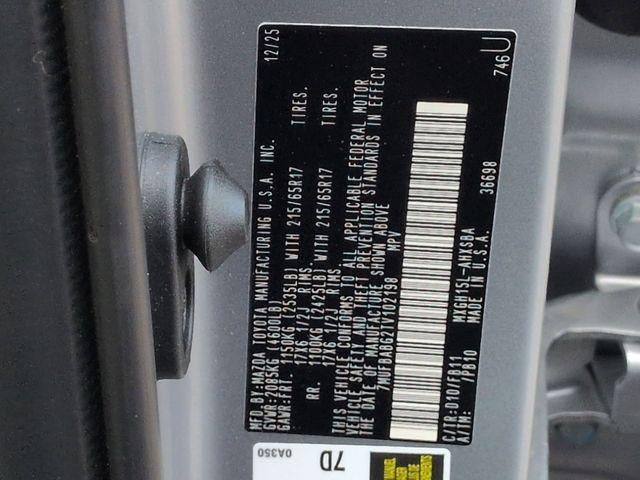 MFD.BY:MAZDA TOYOTA MANUFACTURING U.S.A. INC. 12/25
GVWR:2085KG (4600LB)
GAWR:FRT. 1150KG (2535LB) WITH 215/65R17 TIRES.
17X6 1/2J RIMS.
RR. 1100KG (2425LB) WITH 215/65R17 TIRES.
17X6 1/2J RIMS.
THIS VEHICLE CONFORMS TO ALL APPLICABLE FEDERAL MOTOR
VEHICLE SAFETY AND THEFT PREVENTION STANDARDS IN EFFECT ON
THE DATE OF MANUFACTURE SHOWN ABOVE.
7MUFBABG2TV102198 MPV
C/TR:D107/FB11 MXGH15L-AHXSBA 36698
A/TM: /PB10 MADE IN U.S.A. 746U
0A350
7D